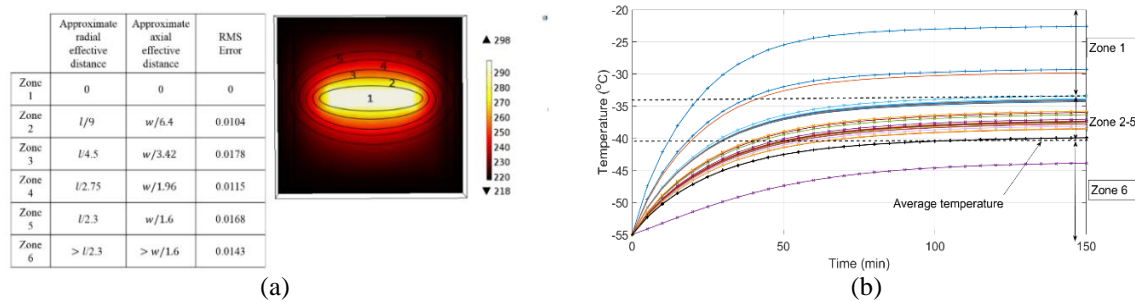 Approximate radial effective distance
Approximate axial effective distance
RMS Error
Zone 1 0 0 0
Zone 2 l/9 w/6.4 0.0104
Zone 3 l/4.5 w/3.42 0.0178
Zone 4 l/2.75 w/1.96 0.0115
Zone 5 l/2.3 w/1.6 0.0168
Zone 6 > l/2.3 > w/1.6 0.0143
5
4
3
2
1
▲ 298
290
280
270
260
250
240
230
220
▼ 218
(a)
Temperature (°C)
-20
-25
-30
-35
-40
-45
-50
-55
0
50
100
150
Time (min)
Zone 1
Zone 2-5
Zone 6
Average temperature
(b)